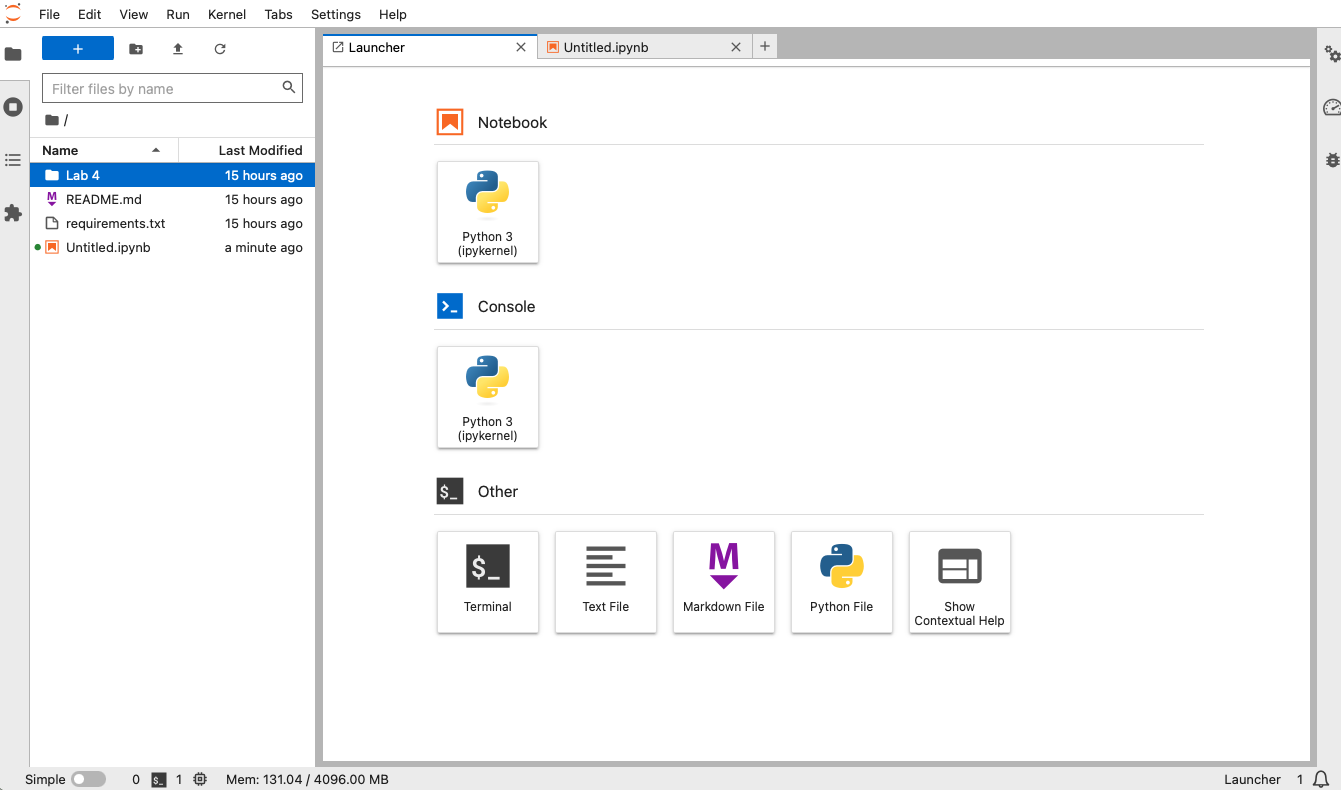 File Edit View Run Kernel Tabs Settings Help
Launcher
Untitled.ipynb
Filter files by name
/
Name Last Modified
Lab 4 15 hours ago
README.md 15 hours ago
requirements.txt 15 hours ago
Untitled.ipynb a minute ago
Notebook
Python 3
(ipykernel)
Console
Python 3
(ipykernel)
$_ Other
$_
Terminal
Text File
M
Markdown File
Python File
Show
Contextual Help
Simple 0 $_ 1 Mem: 131.04 / 4096.00 MB
Launcher 1